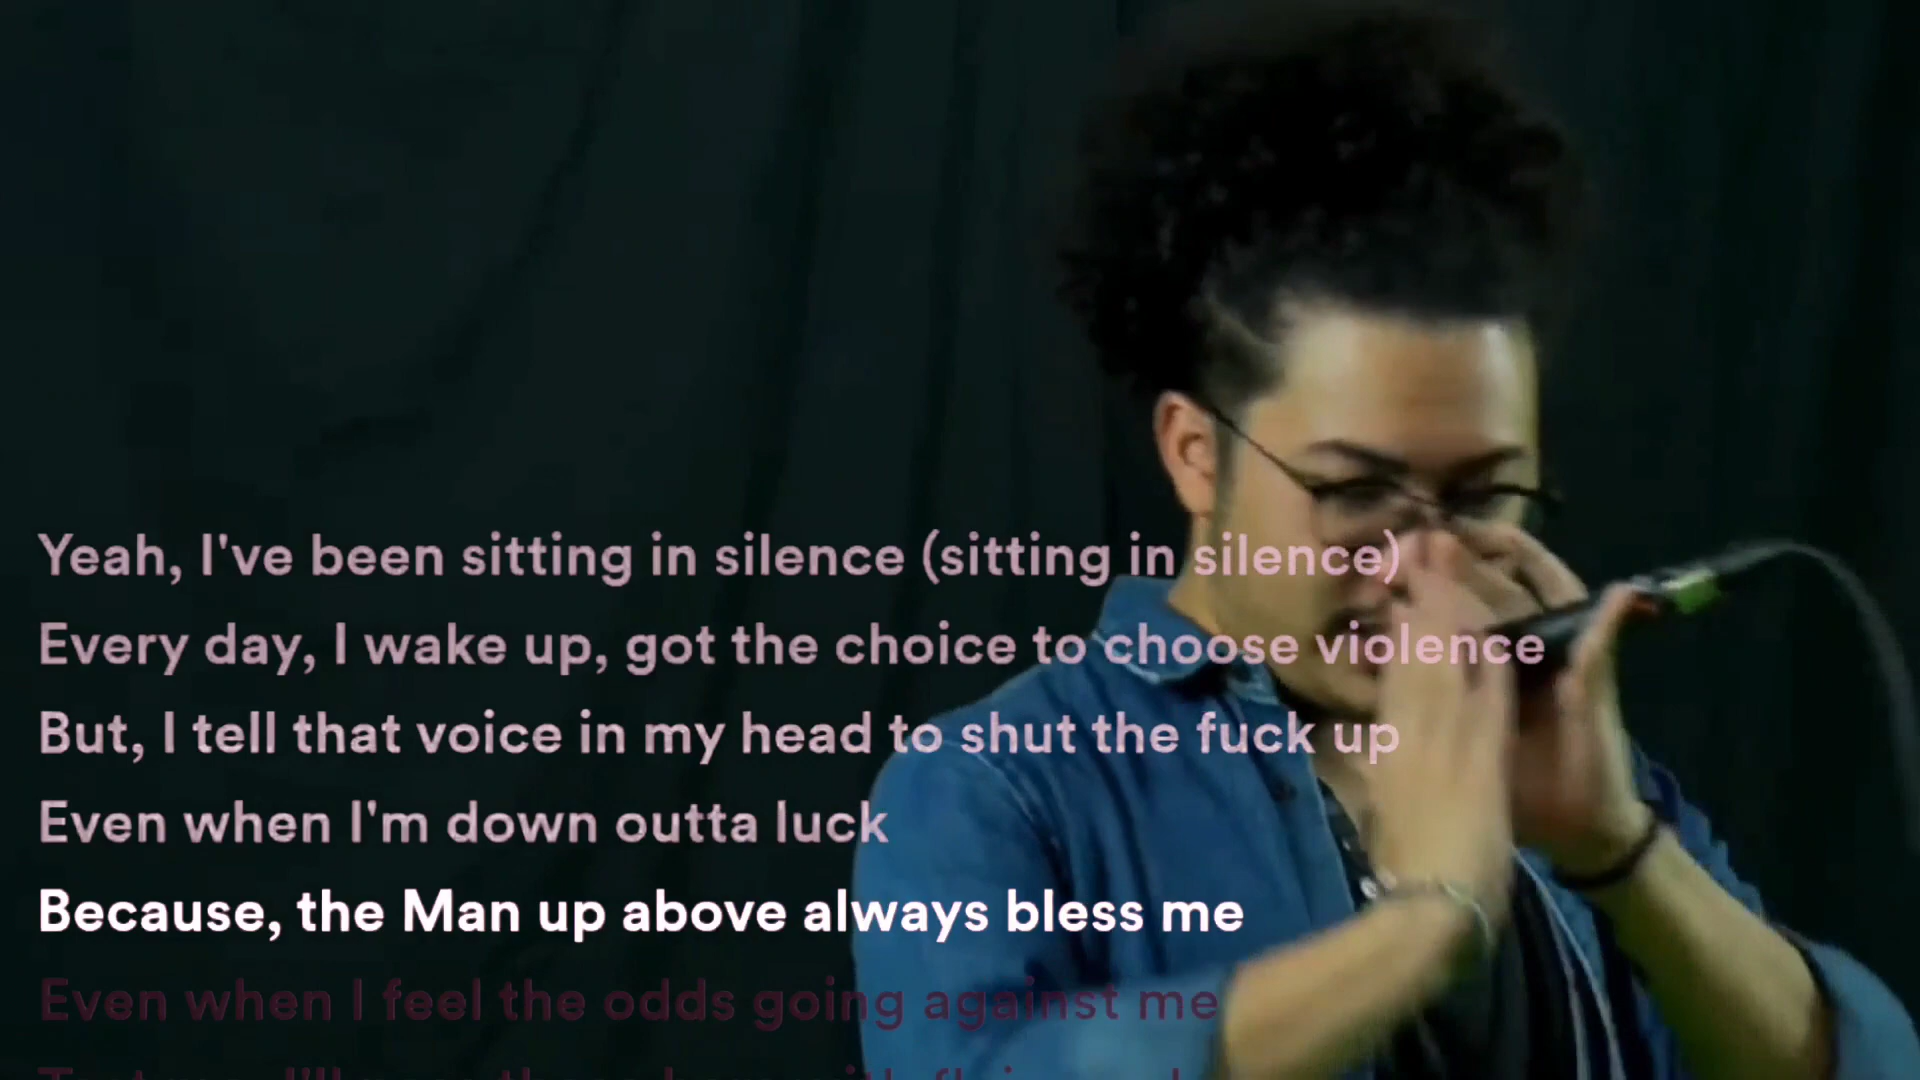 Yeah, I've been sitting in silence (sitting in silence)
Every day, I wake up, got the choice to choose violence
But, I tell that voice in my head to shut the fuck up
Even when I'm down outta luck
Because, the Man up above always bless me
Even when I feel the odds going against me